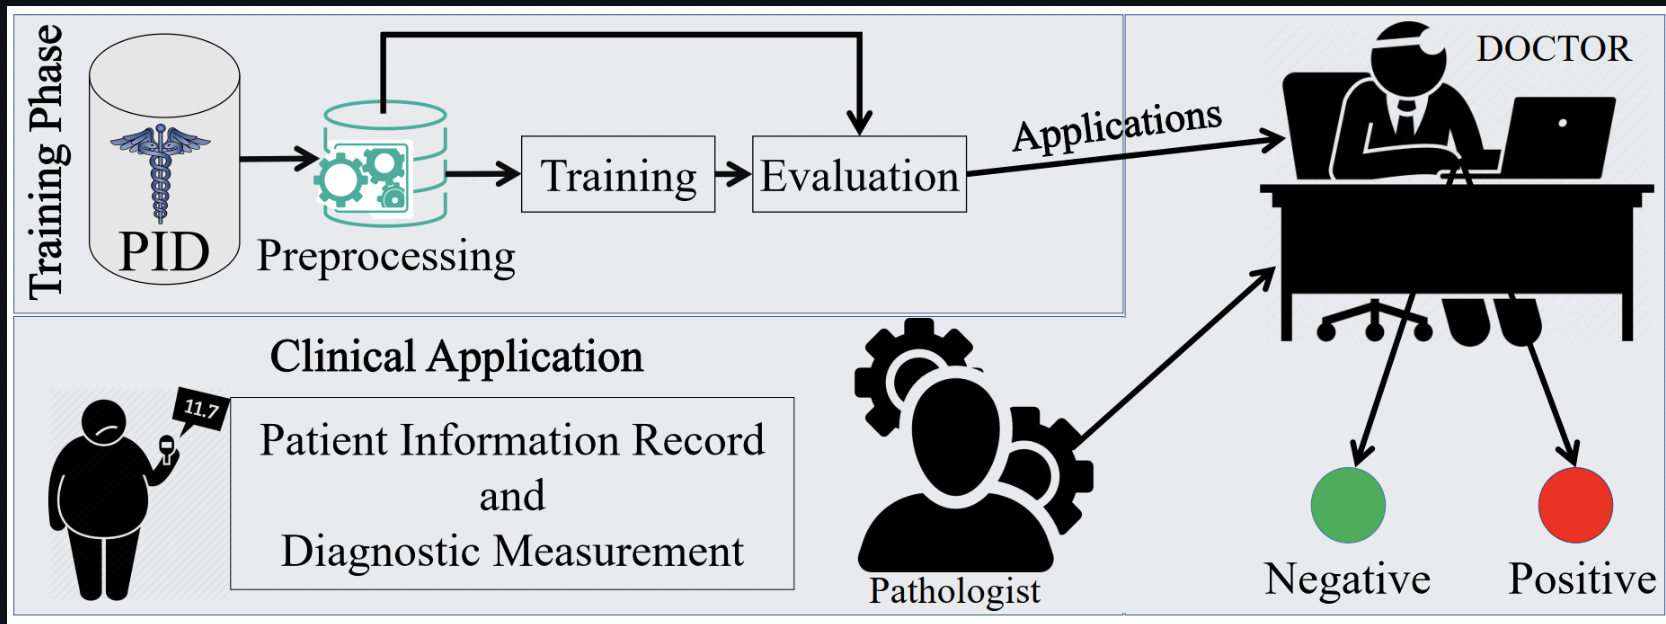 Training Phase
PID
Preprocessing
Training
Evaluation
Applications
DOCTOR
Clinical Application
11.7
Patient Information Record
and
Diagnostic Measurement
Pathologist
Negative
Positive